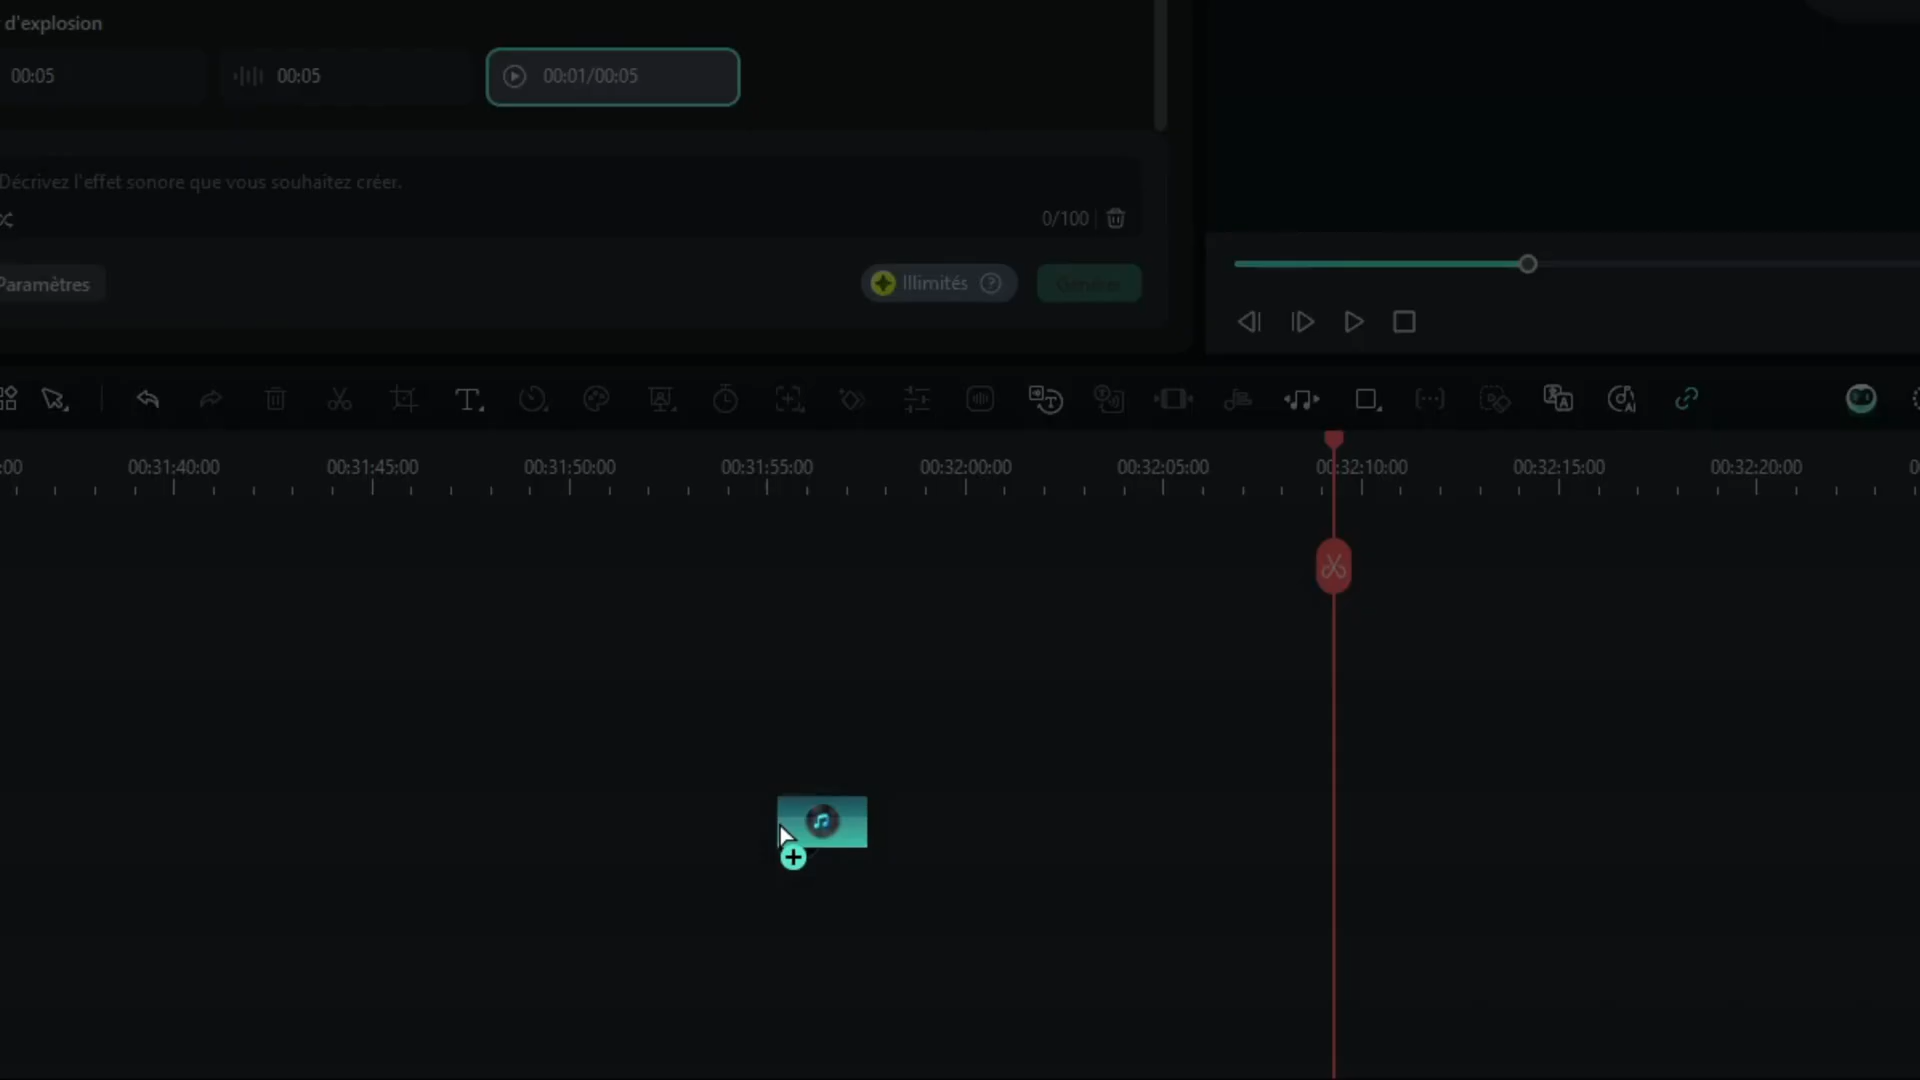 d'explosion
00:05
00:05
00:01/00:05
Décrivez l'effet sonore que vous souhaitez créer.
0/100
Paramètres
Illimités
Générer
:00
00:31:40:00
00:31:45:00
00:31:50:00
00:31:55:00
00:32:00:00
00:32:05:00
00:32:10:00
00:32:15:00
00:32:20:00